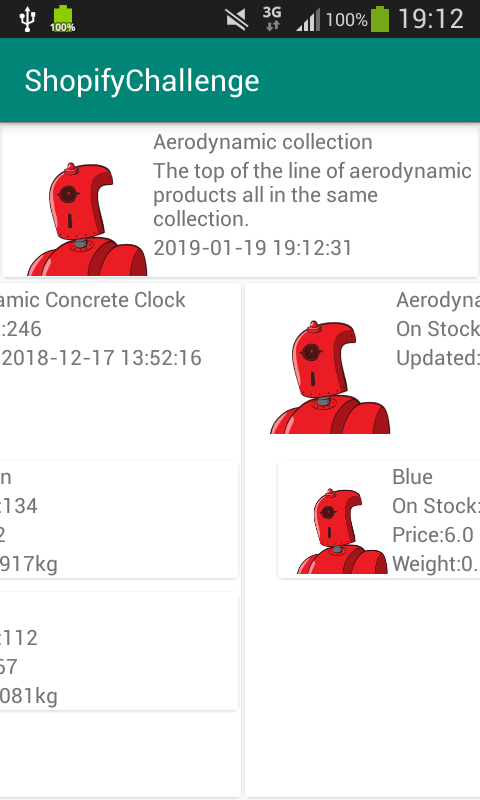 100%
3G
100%
19:12
ShopifyChallenge
Aerodynamic collection
The top of the line of aerodynamic
products all in the same
collection.
2019-01-19 19:12:31
amic Concrete Clock
:246
2018-12-17 13:52:16
n
:134
2
917kg
:112
67
081kg
Aerodyna
On Stock
Updated:
Blue
On Stock:
Price:6.0
Weight:0.